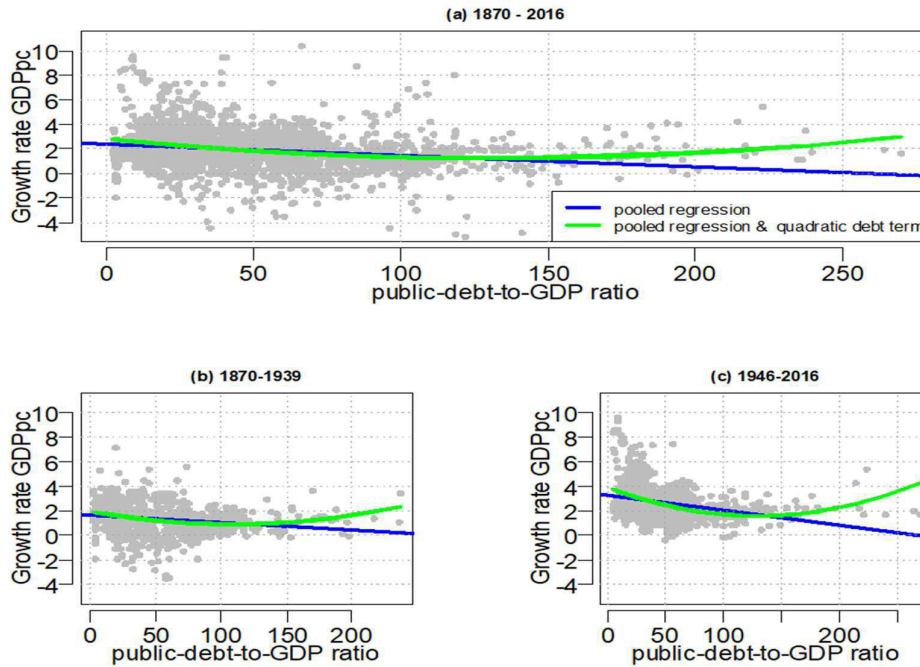 (a) 1870 - 2016
Growth rate GDPpc
10
8
6
4
2
0
-2
-4
pooled regression
pooled regression & quadratic debt term
0 50 100 150 200 250
public-debt-to-GDP ratio
(b) 1870-1939
Growth rate GDPpc
10
8
6
4
2
0
-2
-4
0 50 100 150 200
public-debt-to-GDP ratio
(c) 1946-2016
Growth rate GDPpc
10
8
6
4
2
0
-2
-4
0 50 100 150 200
public-debt-to-GDP ratio